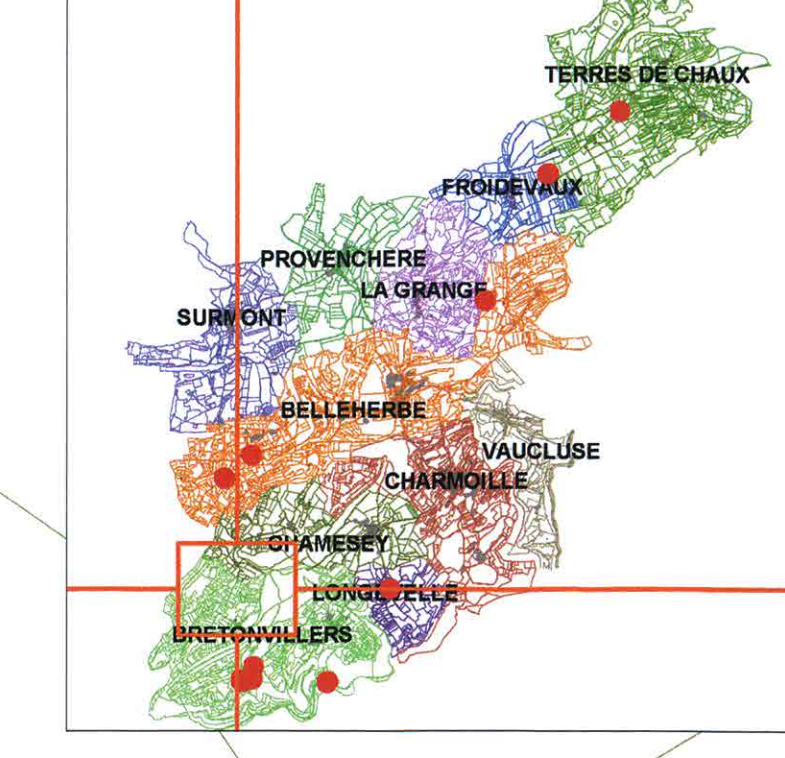 TERRES DE CHAUX
FROIDEVAUX
PROVENCHERE
LA GRANGE
SURMONT
BELLEHERBE
VAUCLUSE
CHARMOILLE
CHAMESEY
LONGEVELLE
BRETONVILLERS